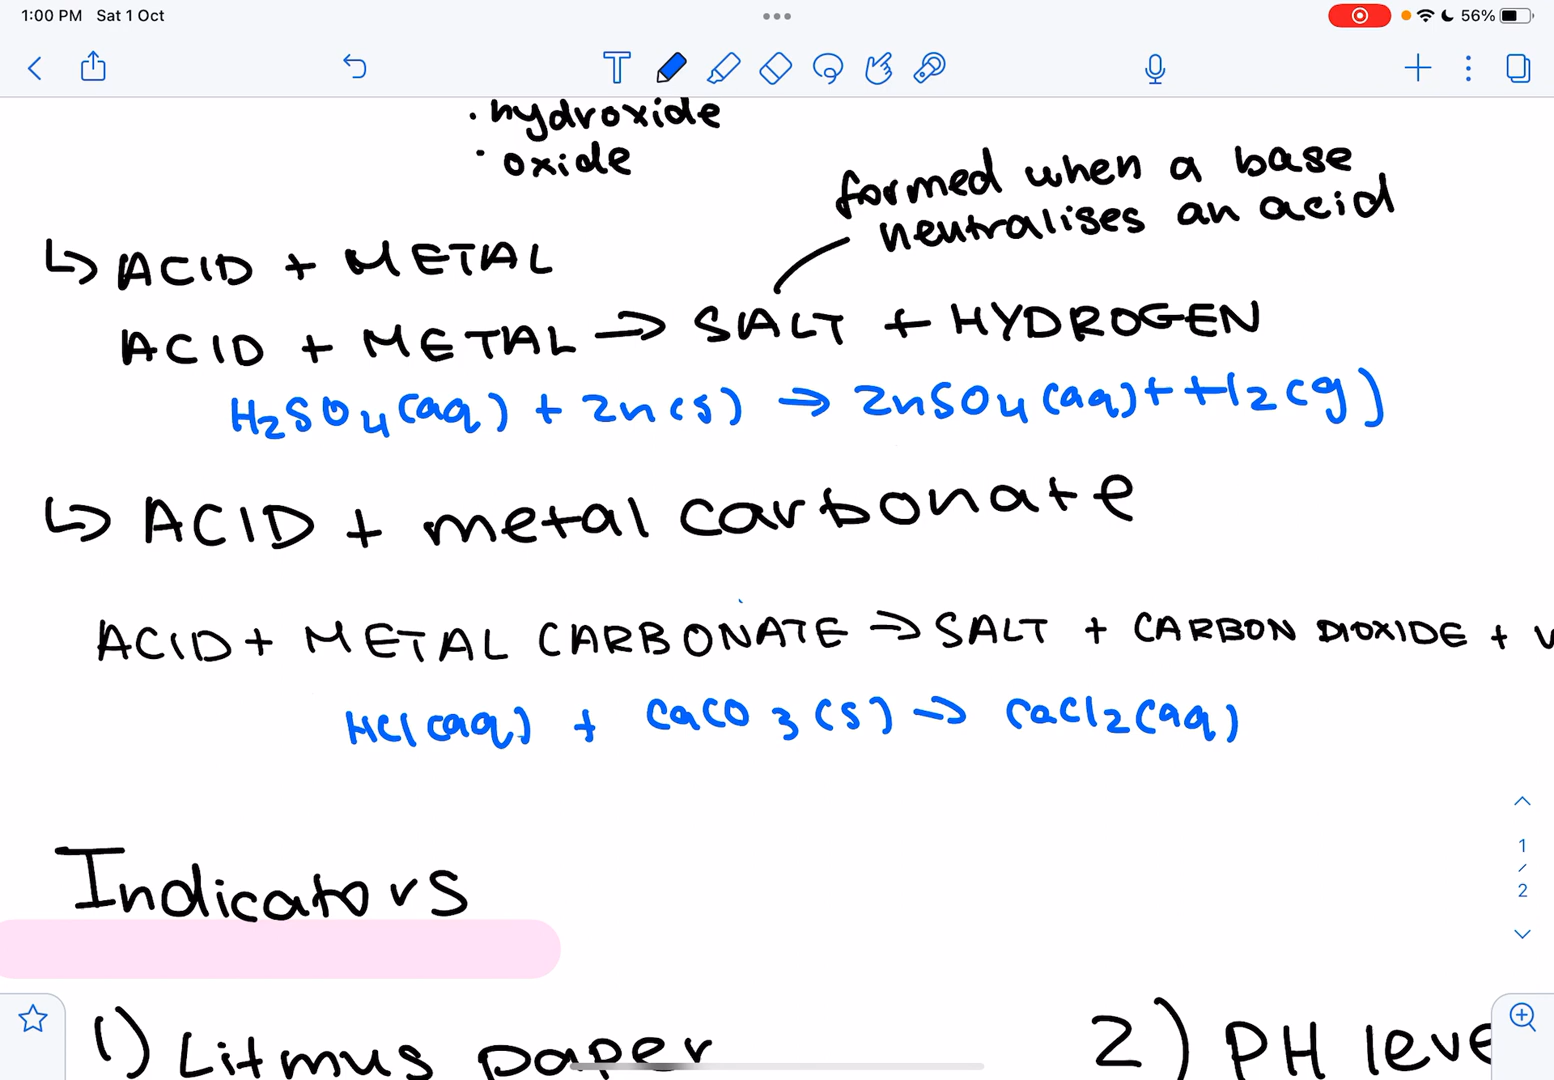 1:00 PM Sat 1 Oct
56%
· hydroxide
· oxide
formed when a base
neutralises an acid
↳ ACID + METAL
ACID + METAL → SALT + HYDROGEN
H2SO4(aq) + Zn(s) → ZnSO4(aq) + H2(g)
↳ ACID + metal carbonate
ACID + METAL CARBONATE → SALT + CARBON DIOXIDE +
HCl(aq) + CaCO3(s) → CaCl2(aq)
1
/
2
Indicators
1) Litmus paper
2) PH leve